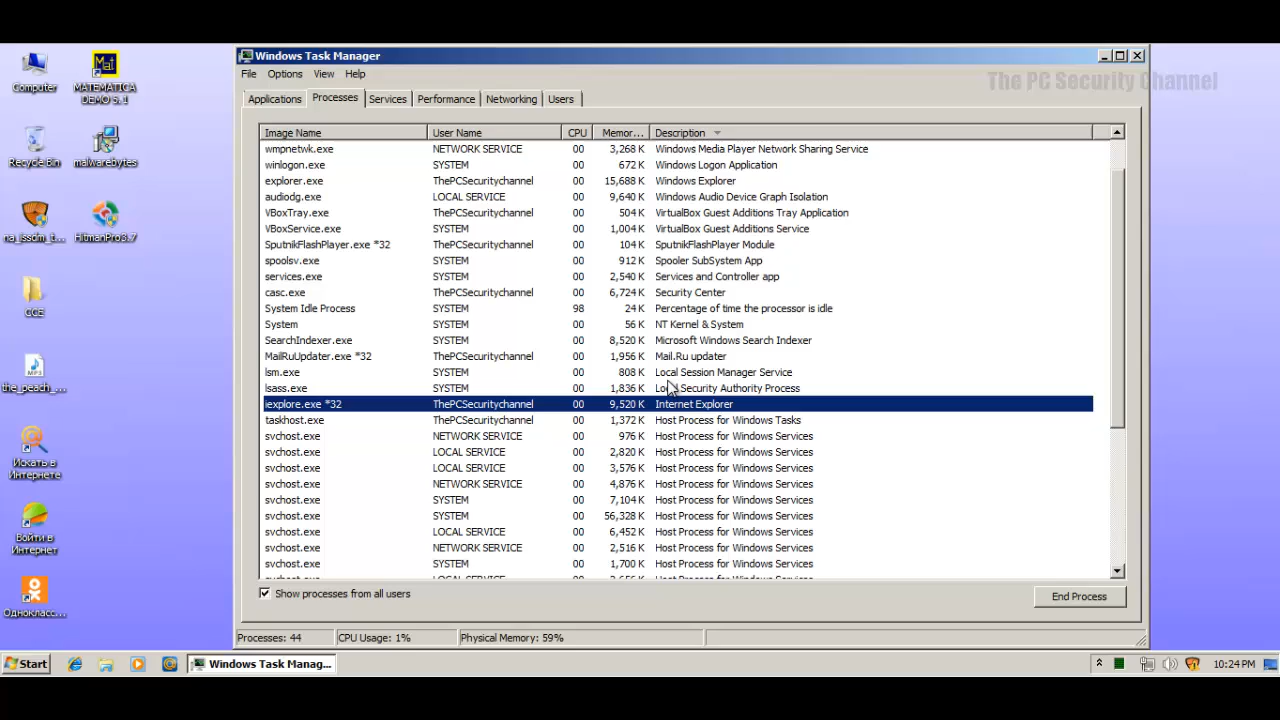 The PC Security Channel
Computer
MATEMATICA
DEMO 5.1
Recycle Bin
malwarebytes
na_issdm_t...
HitmanPro3.7
CCE
the_peach_...
Искать в
Интернете
Войти в
Интернет
Одноклас...
Windows Task Manager
File Options View Help
Applications Processes Services Performance Networking Users
Image Name User Name CPU Memor... Description
wmpnetwk.exe NETWORK SERVICE 00 3,268 K Windows Media Player Network Sharing Service
winlogon.exe SYSTEM 00 672 K Windows Logon Application
explorer.exe ThePCSecuritychannel 00 15,688 K Windows Explorer
audiodg.exe LOCAL SERVICE 00 9,640 K Windows Audio Device Graph Isolation
VBoxTray.exe ThePCSecuritychannel 00 504 K VirtualBox Guest Additions Tray Application
VBoxService.exe SYSTEM 00 1,004 K VirtualBox Guest Additions Service
SputnikFlashPlayer.exe *32 ThePCSecuritychannel 00 104 K SputnikFlashPlayer Module
spoolsv.exe SYSTEM 00 912 K Spooler SubSystem App
services.exe SYSTEM 00 2,540 K Services and Controller app
casc.exe ThePCSecuritychannel 00 6,724 K Security Center
System Idle Process SYSTEM 98 24 K Percentage of time the processor is idle
System SYSTEM 00 56 K NT Kernel & System
SearchIndexer.exe SYSTEM 00 8,520 K Microsoft Windows Search Indexer
MailRuUpdater.exe *32 ThePCSecuritychannel 00 1,956 K Mail.Ru updater
lsm.exe SYSTEM 00 808 K Local Session Manager Service
lsass.exe SYSTEM 00 1,836 K Local Security Authority Process
iexplore.exe *32 ThePCSecuritychannel 00 9,520 K Internet Explorer
taskhost.exe ThePCSecuritychannel 00 1,372 K Host Process for Windows Tasks
svchost.exe NETWORK SERVICE 00 976 K Host Process for Windows Services
svchost.exe LOCAL SERVICE 00 2,820 K Host Process for Windows Services
svchost.exe LOCAL SERVICE 00 3,576 K Host Process for Windows Services
svchost.exe NETWORK SERVICE 00 4,876 K Host Process for Windows Services
svchost.exe SYSTEM 00 7,104 K Host Process for Windows Services
svchost.exe SYSTEM 00 56,328 K Host Process for Windows Services
svchost.exe LOCAL SERVICE 00 6,452 K Host Process for Windows Services
svchost.exe NETWORK SERVICE 00 2,516 K Host Process for Windows Services
svchost.exe SYSTEM 00 1,700 K Host Process for Windows Services
Show processes from all users
End Process
Processes: 44 CPU Usage: 1% Physical Memory: 59%
Start
Windows Task Manag...
10:24 PM